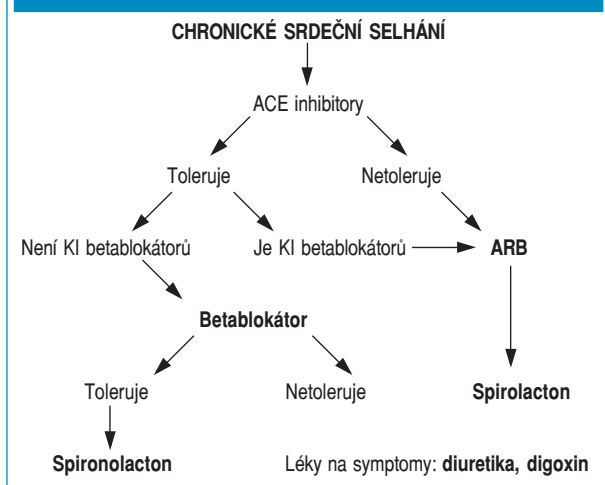 CHRONICKÉ SRDEČNÍ SELHÁNÍ
ACE inhibitory
Toleruje Netoleruje
Není KI betablokátorů Je KI betablokátorů ARB
Betablokátor
Toleruje Netoleruje Spirolacton
Spironolacton Léky na symptomy: diuretika, digoxin